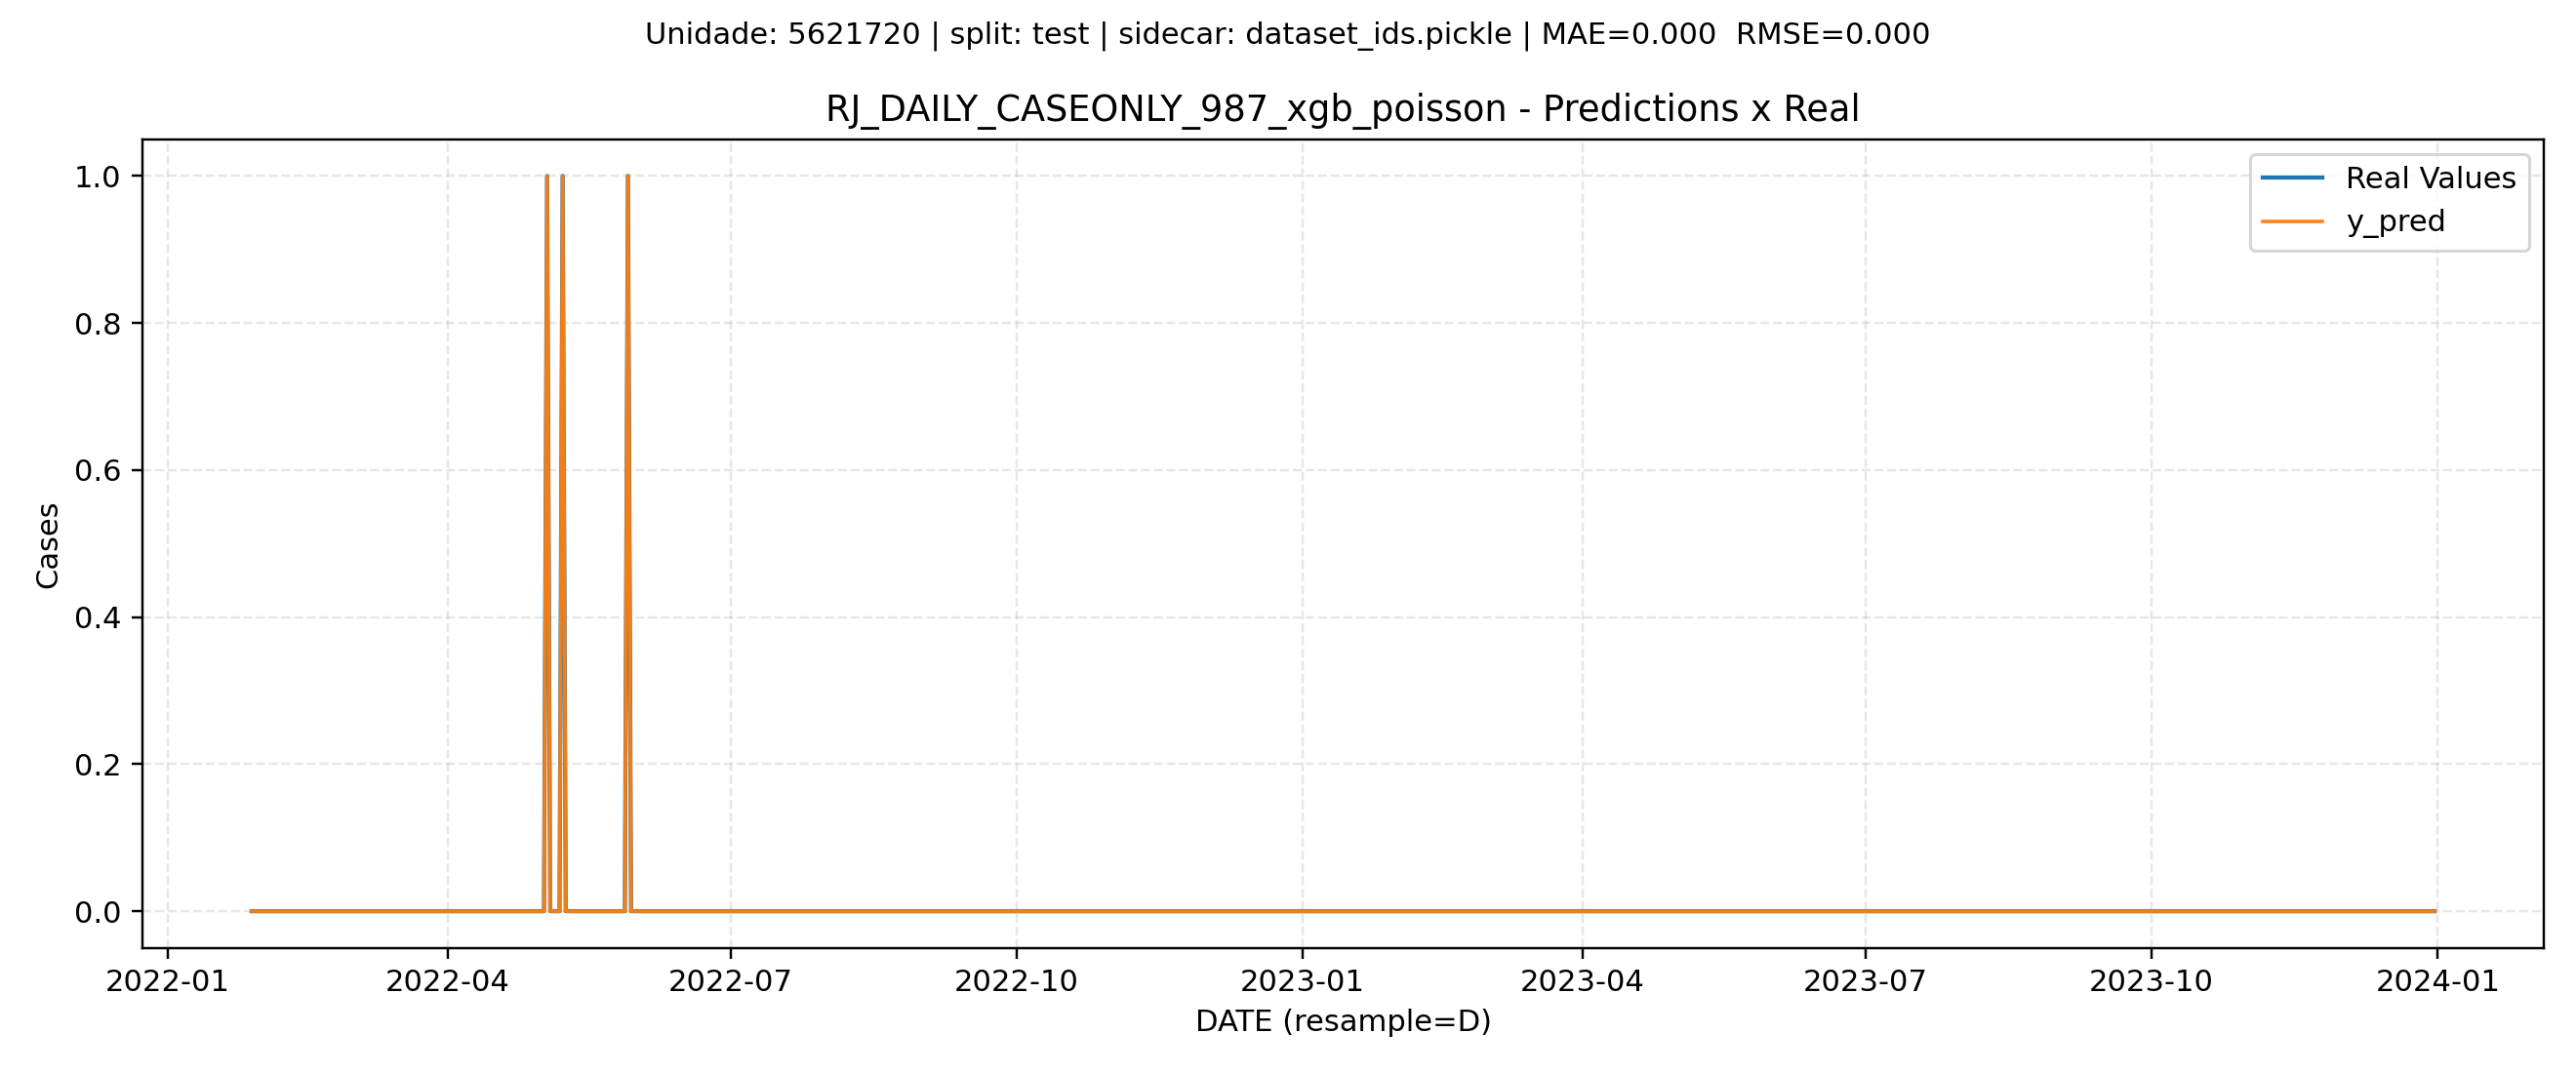 Unidade: 5621720 | split: test | sidecar: dataset_ids.pickle | MAE=0.000  RMSE=0.000
RJ_DAILY_CASEONLY_987_xgb_poisson - Predictions x Real
Real Values
y_pred
1.0
0.8
0.6
0.4
0.2
0.0
Cases
2022-01
2022-04
2022-07
2022-10
2023-01
2023-04
2023-07
2023-10
2024-01
DATE (resample=D)